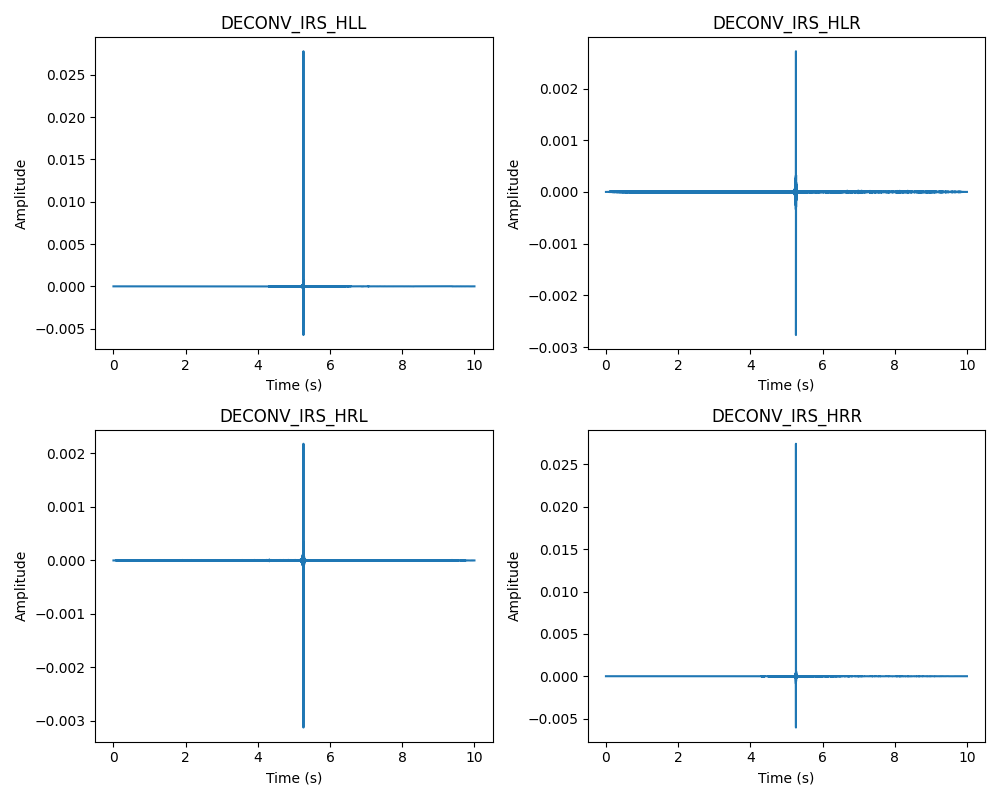 DECONV_IRS_HLL
Amplitude
0.025
0.020
0.015
0.010
0.005
0.000
−0.005
0 2 4 6 8 10
Time (s)
DECONV_IRS_HLR
Amplitude
0.002
0.001
0.000
−0.001
−0.002
−0.003
0 2 4 6 8 10
Time (s)
DECONV_IRS_HRL
Amplitude
0.002
0.001
0.000
−0.001
−0.002
−0.003
0 2 4 6 8 10
Time (s)
DECONV_IRS_HRR
Amplitude
0.025
0.020
0.015
0.010
0.005
0.000
−0.005
0 2 4 6 8 10
Time (s)